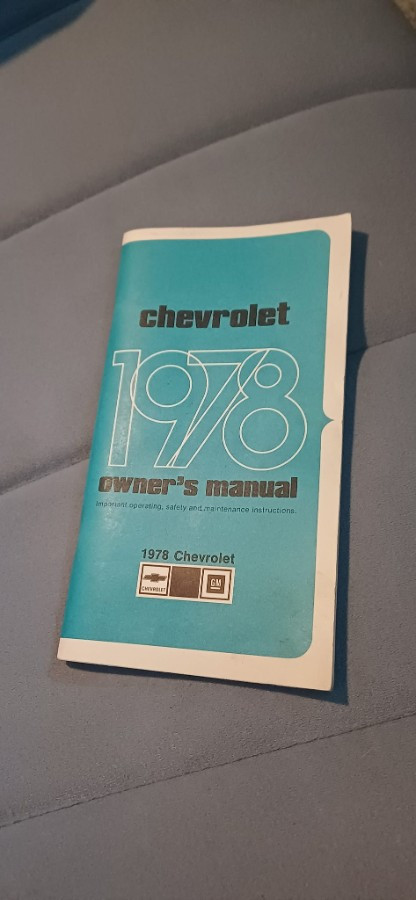 chevrolet
1978
owner's manual
Important operating, safety and maintenance instructions.
1978 Chevrolet
CHEVROLET
GM